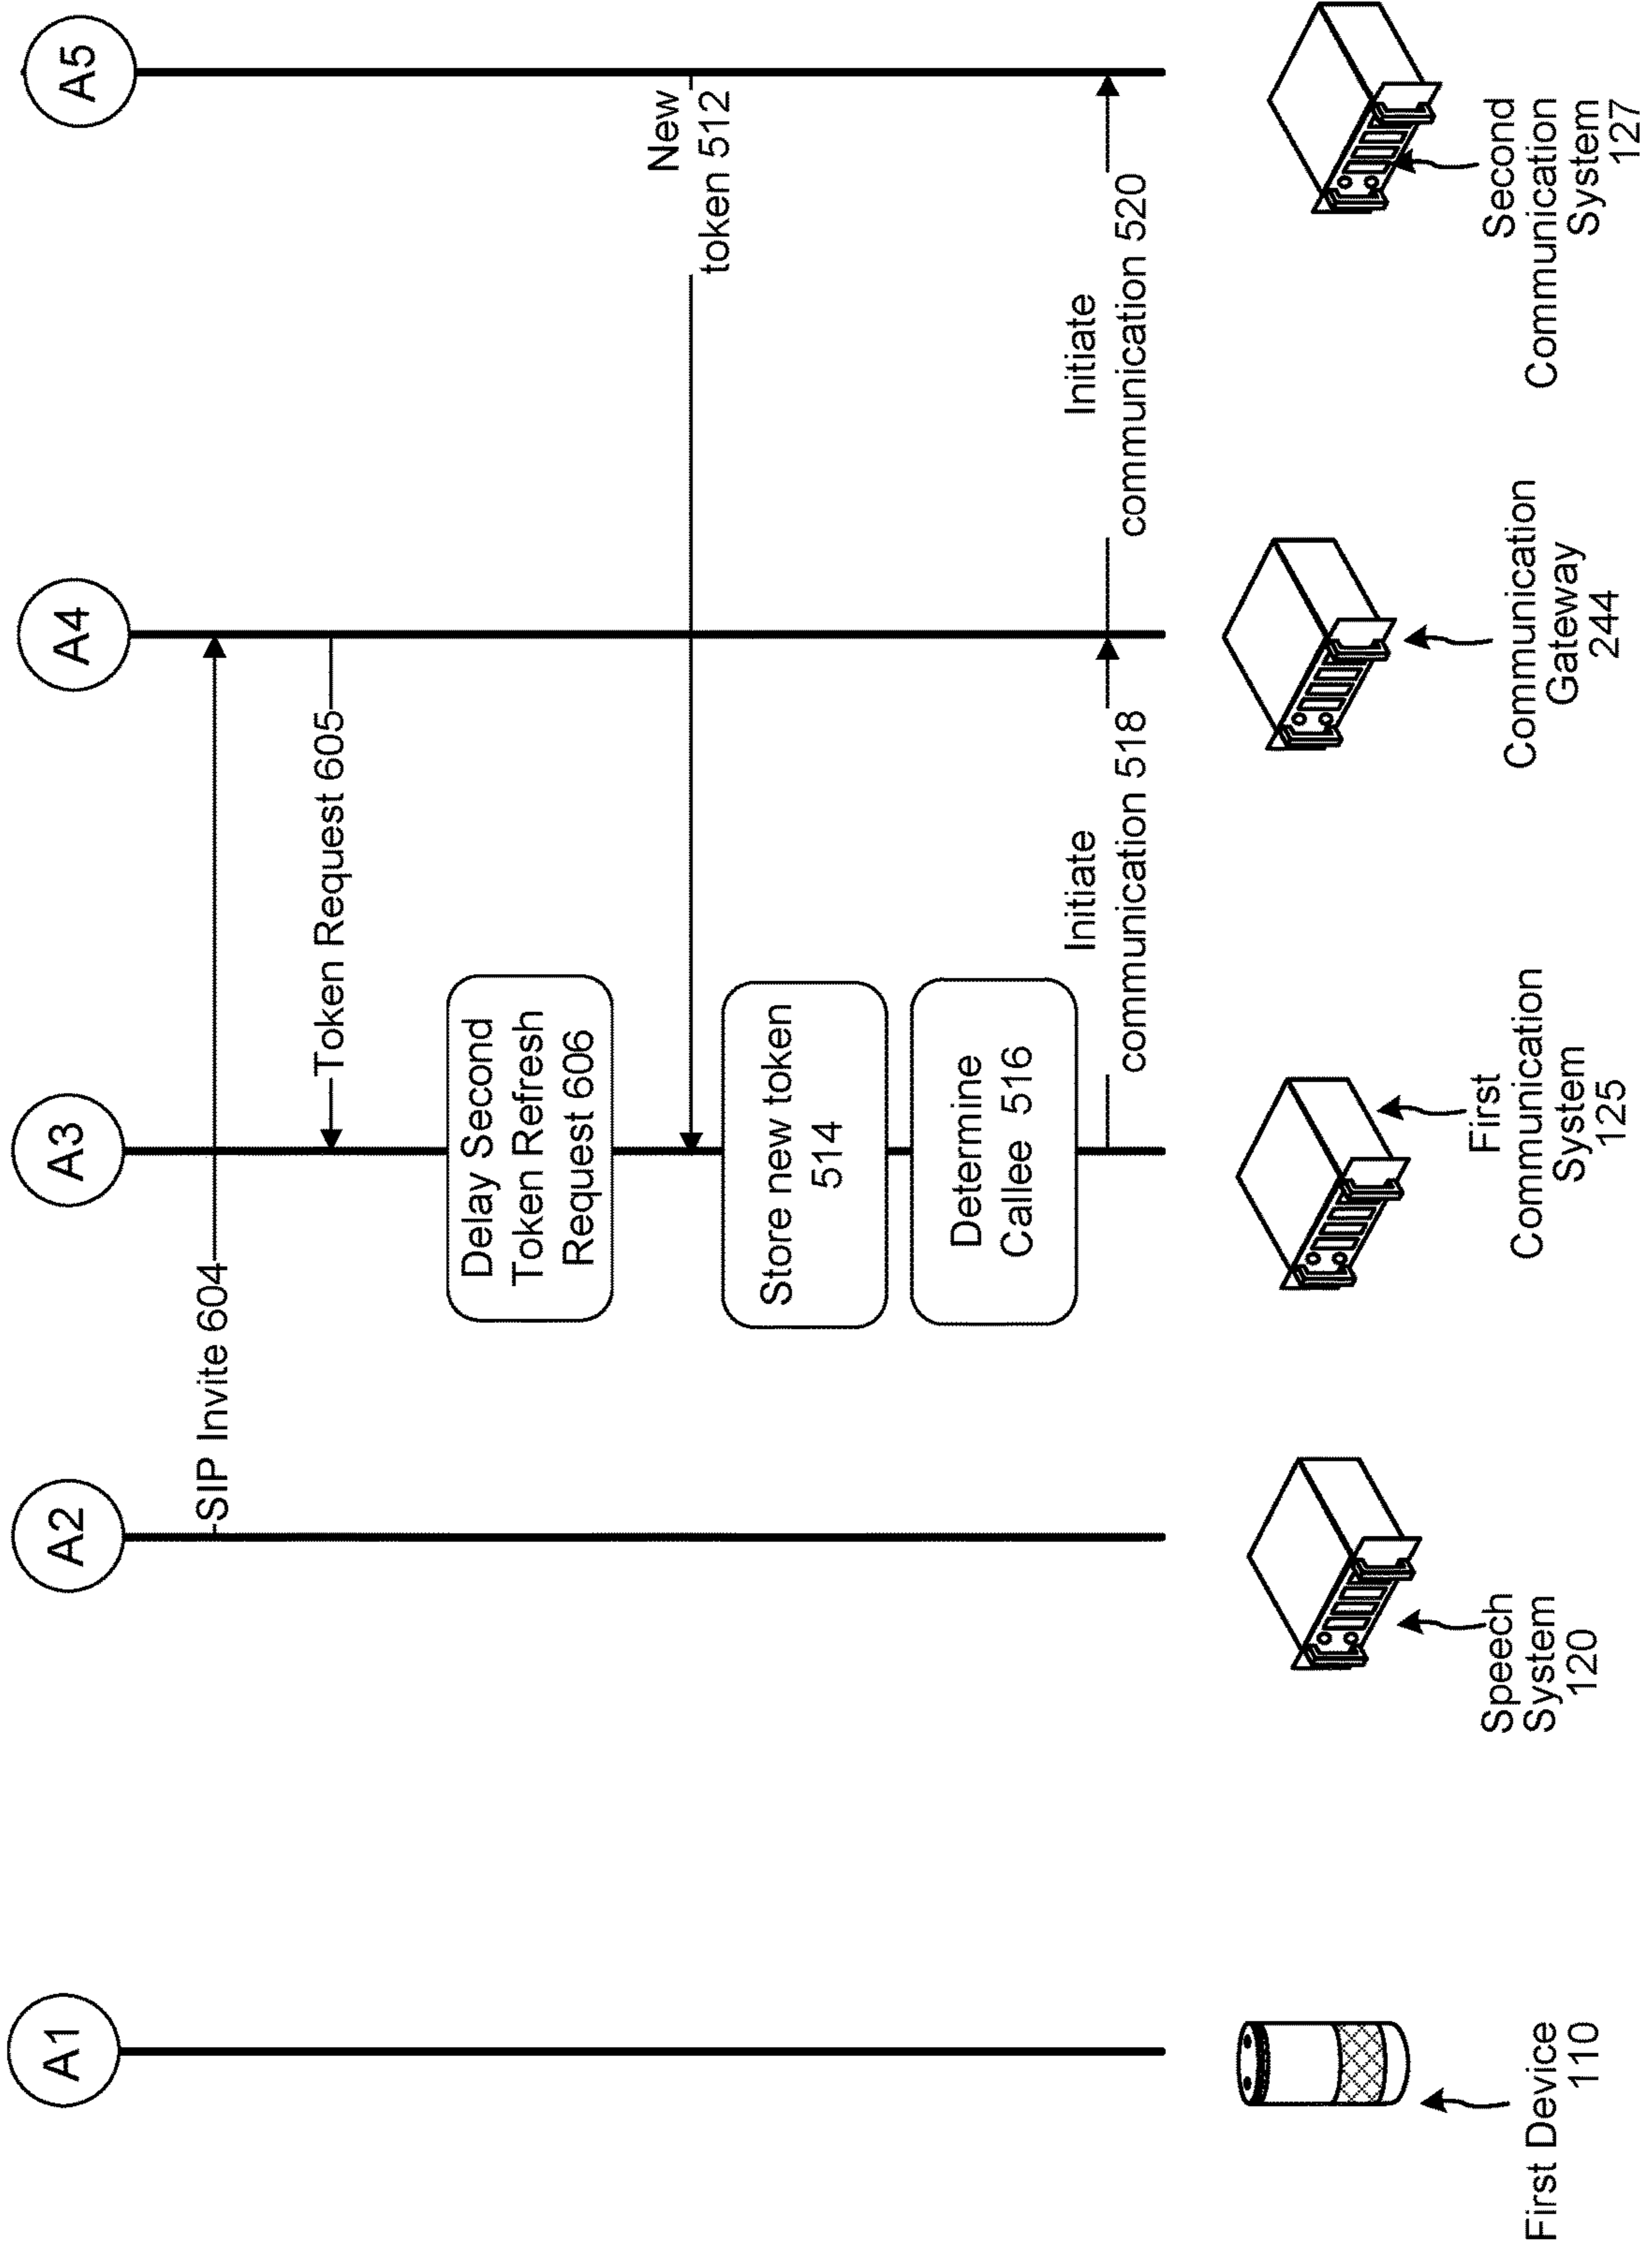 A1
A2
A3
A4
A5
SIP Invite 604
Token Request 605
Delay Second
Token Refresh
Request 606
New
token 512
Store new token
514
Determine
Callee 516
Initiate
communication 518
Initiate
communication 520
First Device
110
Speech
System
120
First
Communication
System
125
Communication
Gateway
244
Second
Communication
System
127